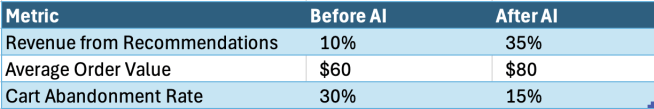 Metric Before AI After AI
Revenue from Recommendations 10% 35%
Average Order Value $60 $80
Cart Abandonment Rate 30% 15%